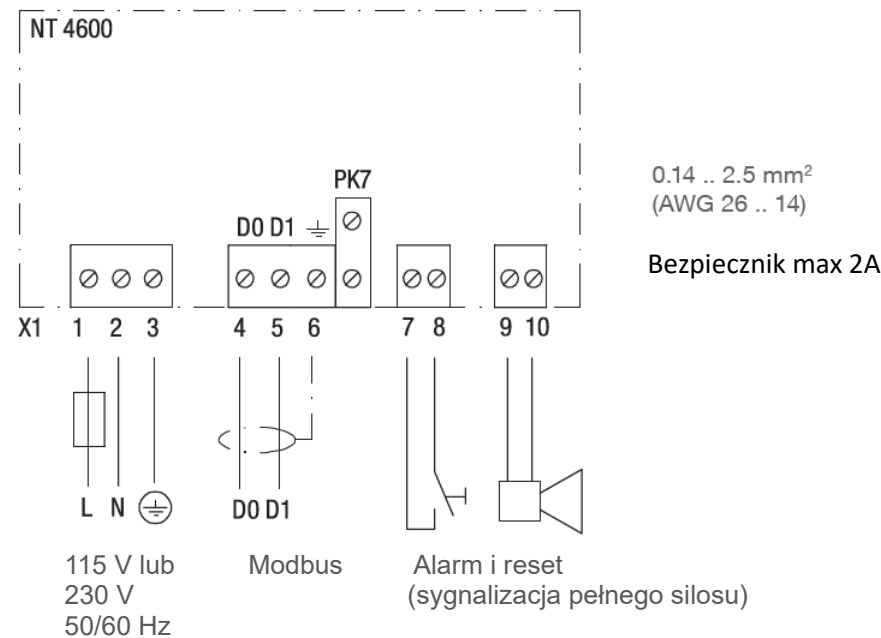 NT 4600
PK7
D0 D1
0.14 .. 2.5 mm²
(AWG 26 .. 14)
Bezpiecznik max 2A
X1 1 2 3 4 5 6 7 8 9 10
L N D0 D1
115 V lub
230 V
50/60 Hz
Modbus
Alarm i reset
(sygnalizacja pełnego silosu)